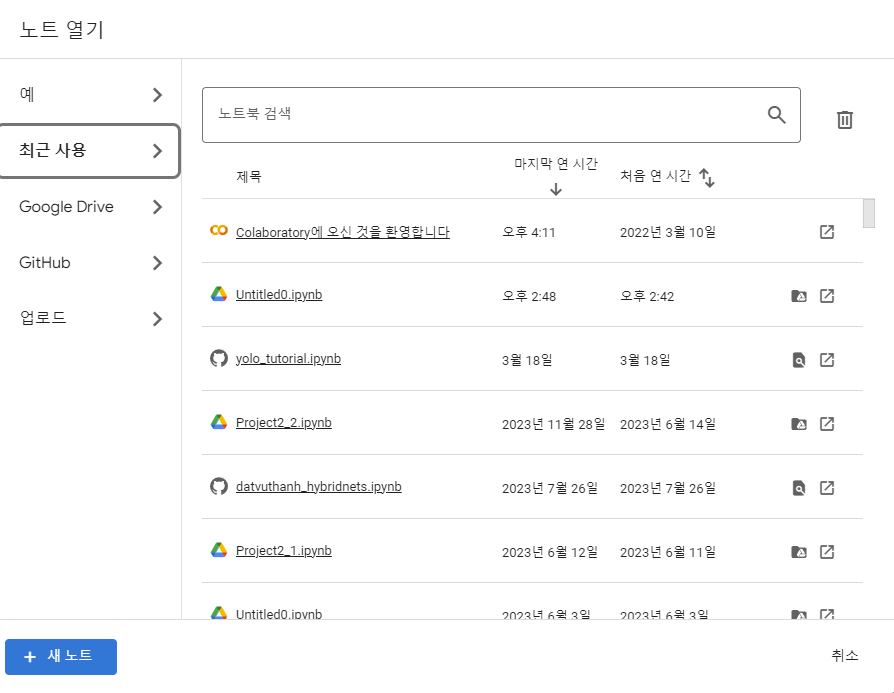 노트 열기
예
최근 사용
Google Drive
GitHub
업로드
노트북 검색
제목 마지막 연 시간 처음 연 시간
Colaboratory에 오신 것을 환영합니다 오후 4:11 2022년 3월 10일
Untitled0.ipynb 오후 2:48 오후 2:42
yolo_tutorial.ipynb 3월 18일 3월 18일
Project2_2.ipynb 2023년 11월 28일 2023년 6월 14일
datvuthanh_hybridnets.ipynb 2023년 7월 26일 2023년 7월 26일
Project2_1.ipynb 2023년 6월 12일 2023년 6월 11일
Untitled0.ipynb 2023년 6월 3일 2023년 6월 3일
+ 새 노트 취소